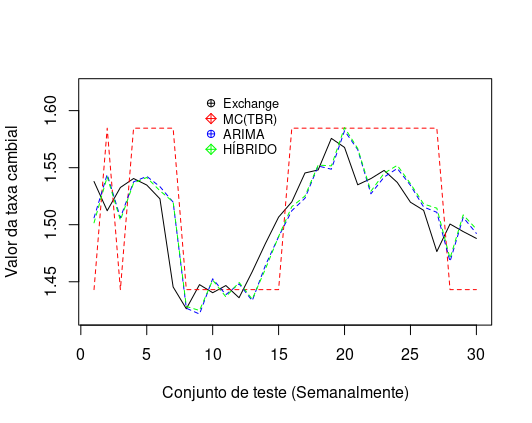 Valor da taxa cambial
1.60
1.55
1.50
1.45
Exchange
MC(TBR)
ARIMA
HÍBRIDO
0 5 10 15 20 25 30
Conjunto de teste (Semanalmente)